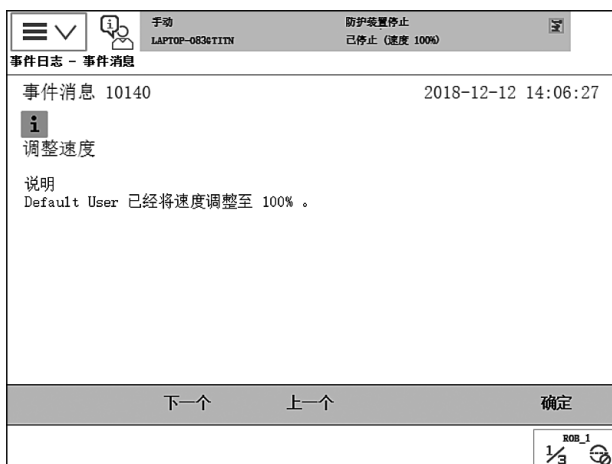 手动
防护装置停止
LAPTOP-083GTITN
已停止 (速度 100%)
事件日志 - 事件消息
事件消息 10140
2018-12-12 14:06:27
i
调整速度
说明
Default User 已经将速度调整至 100% 。
下一个
上一个
确定
ROB_1
1/3